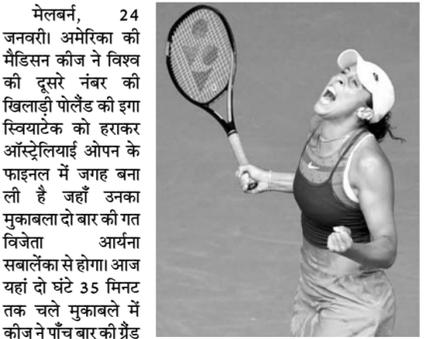 मेलबर्न, 24
जनवरी। अमेरिका की
मैडिसन कीज ने विश्व
की दूसरे नंबर की
खिलाड़ी पोलैंड की इगा
स्वियाटेक को हराकर
ऑस्ट्रेलियाई ओपन के
फाइनल में जगह बना
ली है जहाँ उनका
मुकाबला दो बार की गत
विजेता आर्यना
सबालेंका से होगा। आज
यहां दो घंटे 35 मिनट
तक चले मुकाबले में
कीज ने पाँच बार की ग्रैंड